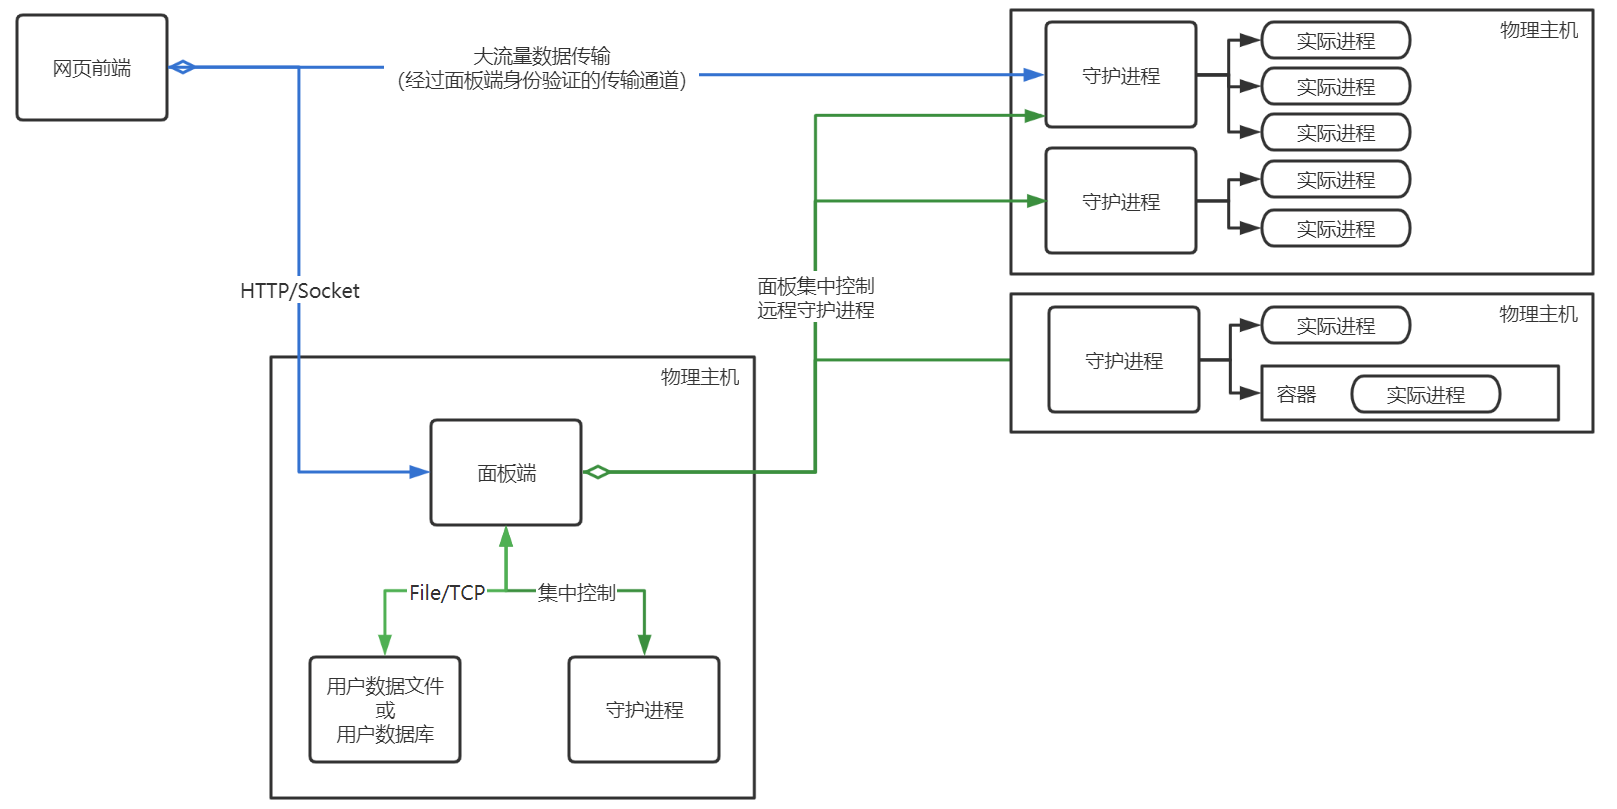 网页前端
大流量数据传输
（经过面板端身份验证的传输通道）
HTTP/Socket
物理主机
守护进程
实际进程
实际进程
实际进程
守护进程
实际进程
实际进程
面板集中控制
远程守护进程
物理主机
守护进程
实际进程
容器
实际进程
物理主机
面板端
File/TCP
集中控制
用户数据文件
或
用户数据库
守护进程